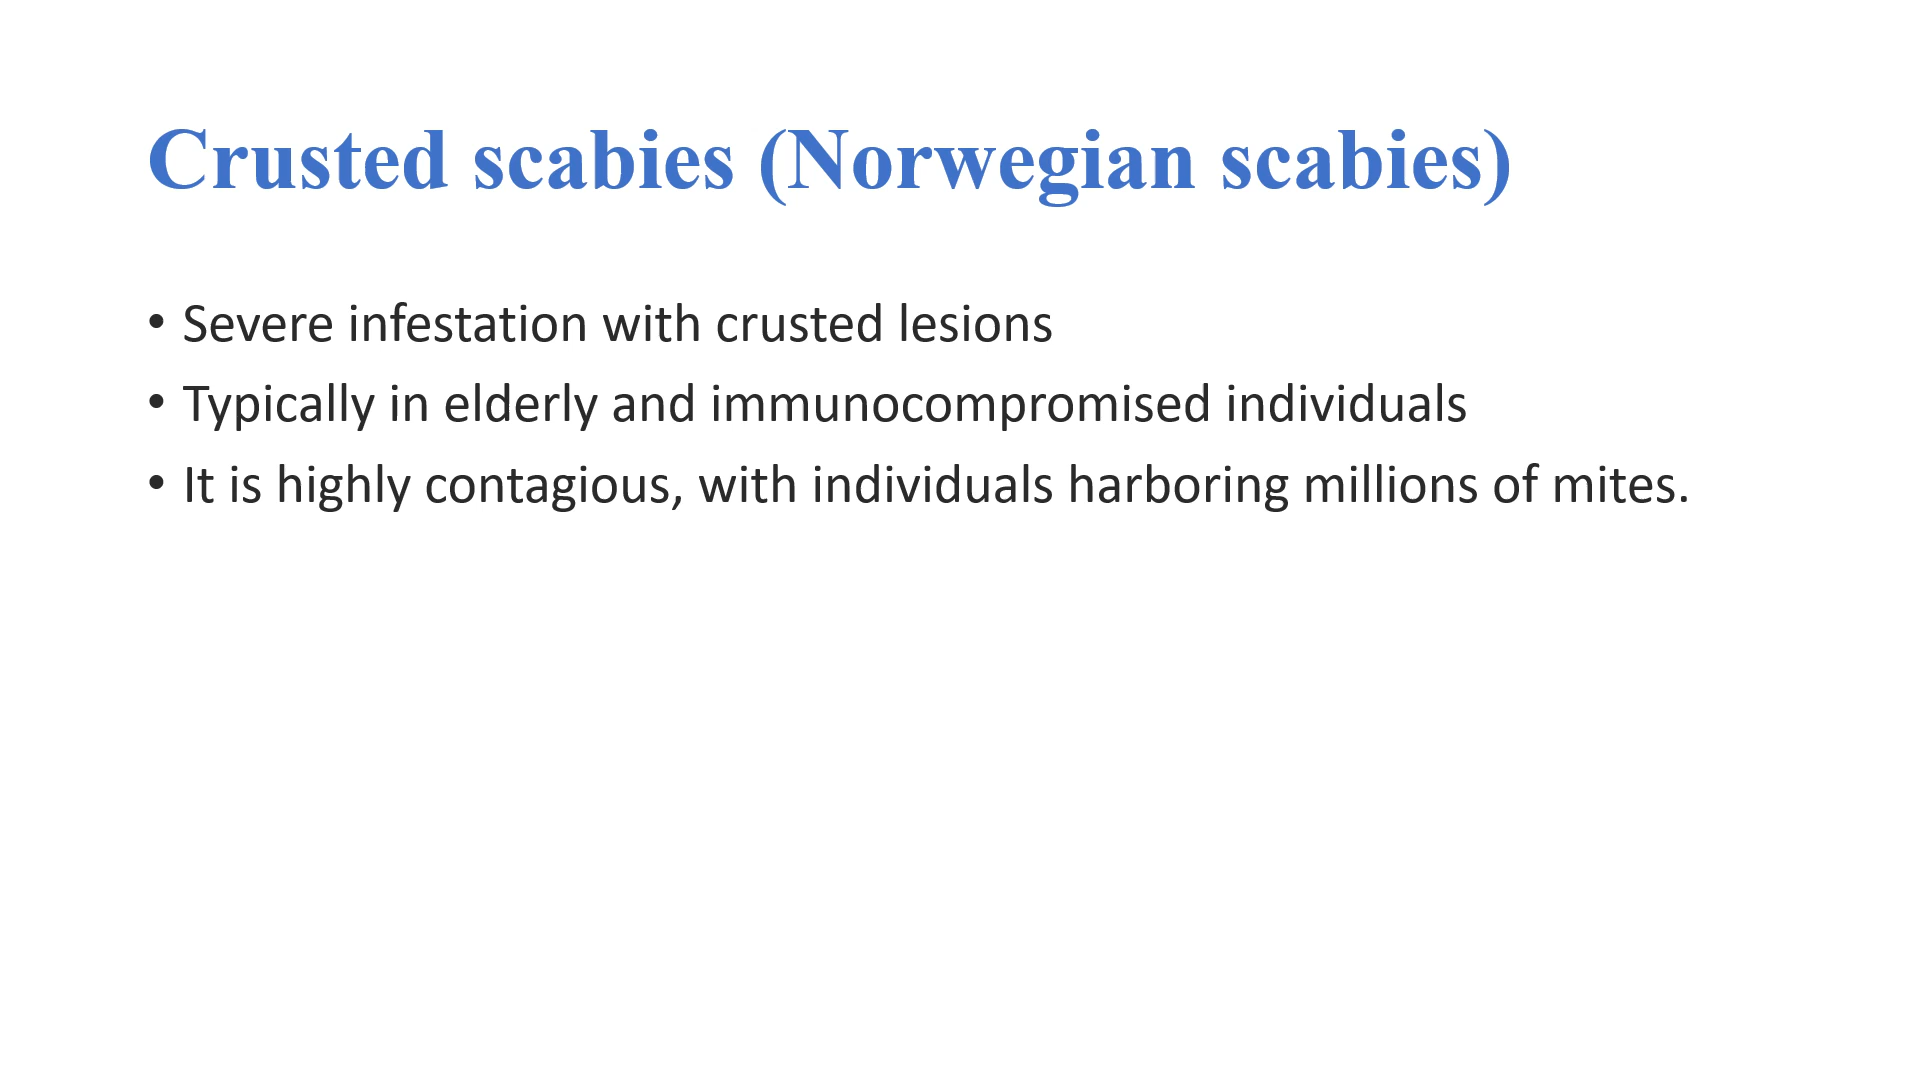 Crusted scabies (Norwegian scabies)
• Severe infestation with crusted lesions
• Typically in elderly and immunocompromised individuals
• It is highly contagious, with individuals harboring millions of mites.